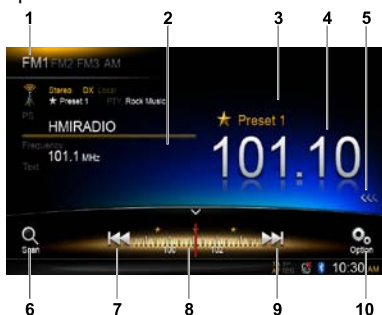 1 2 3 4 5
FM1 FM2 FM3 AM
Stereo DX Local
★ Preset 1 PTY Rock Music
PS
HMIRADIO
Frequency
101.1 MHz
Text
★ Preset 1
101.10
Scan
100 102
Option
10:30 AM
6 7 8 9 10